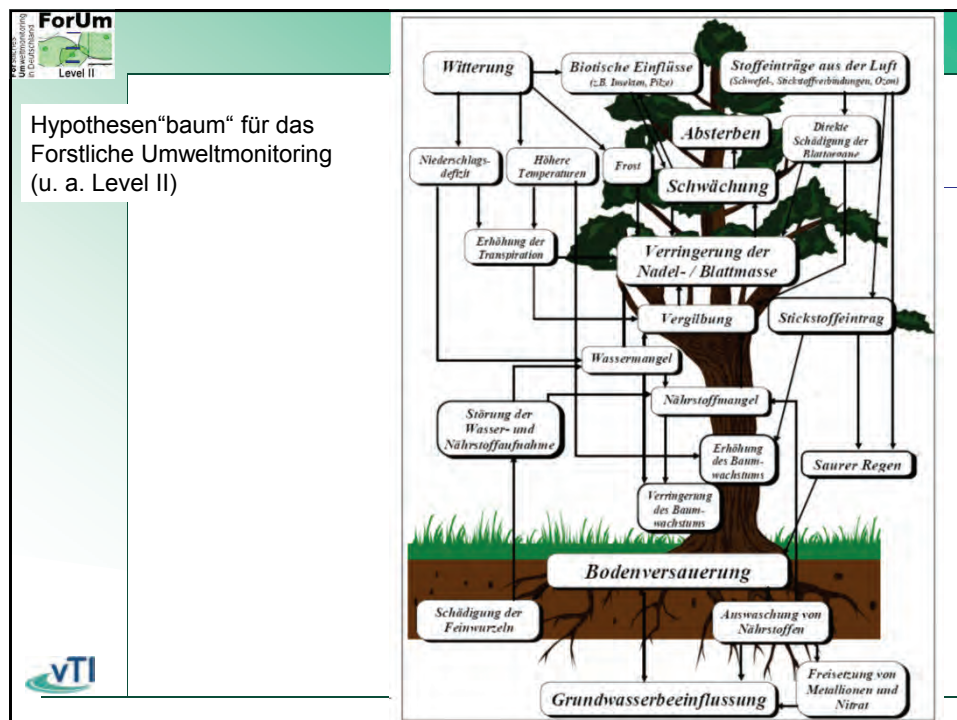 ForUm
Forstliches
Umweltmonitoring
in Deutschland
Level II
Hypothesen“baum“ für das
Forstliche Umweltmonitoring
(u. a. Level II)
Witterung
Biotische Einflüsse
(z.B. Insekten, Pilze)
Stoffeinträge aus der Luft
(Schwefel-, Stickstoffverbindungen, Ozon)
Absterben
Direkte
Schädigung der
Blattorgane
Niederschlags-
defizit
Höhere
Temperaturen
Frost
Schwächung
Erhöhung der
Transpiration
Verringerung der
Nadel- / Blattmasse
Vergilbung
Stickstoffeintrag
Wassermangel
Nährstoffmangel
Störung der
Wasser- und
Nährstoffaufnahme
Erhöhung
des Baum-
wachstums
Saurer Regen
Verringerung
des Baum-
wachstums
Bodenversauerung
Schädigung der
Feinwurzeln
Auswaschung von
Nährstoffen
Freisetzung von
Metallionen und
Nitrat
Grundwasserbeeinflussung
vTI